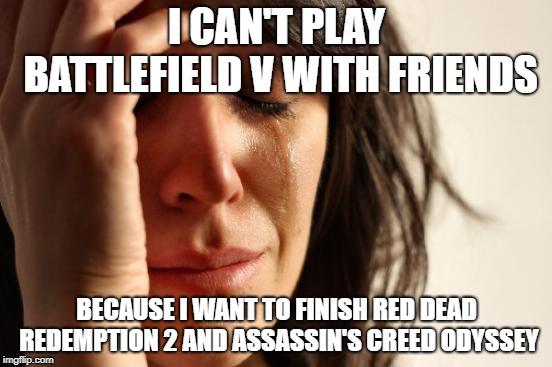 I CAN'T PLAY
BATTLEFIELD V WITH FRIENDS
BECAUSE I WANT TO FINISH RED DEAD
REDEMPTION 2 AND ASSASSIN'S CREED ODYSSEY
imgflip.com